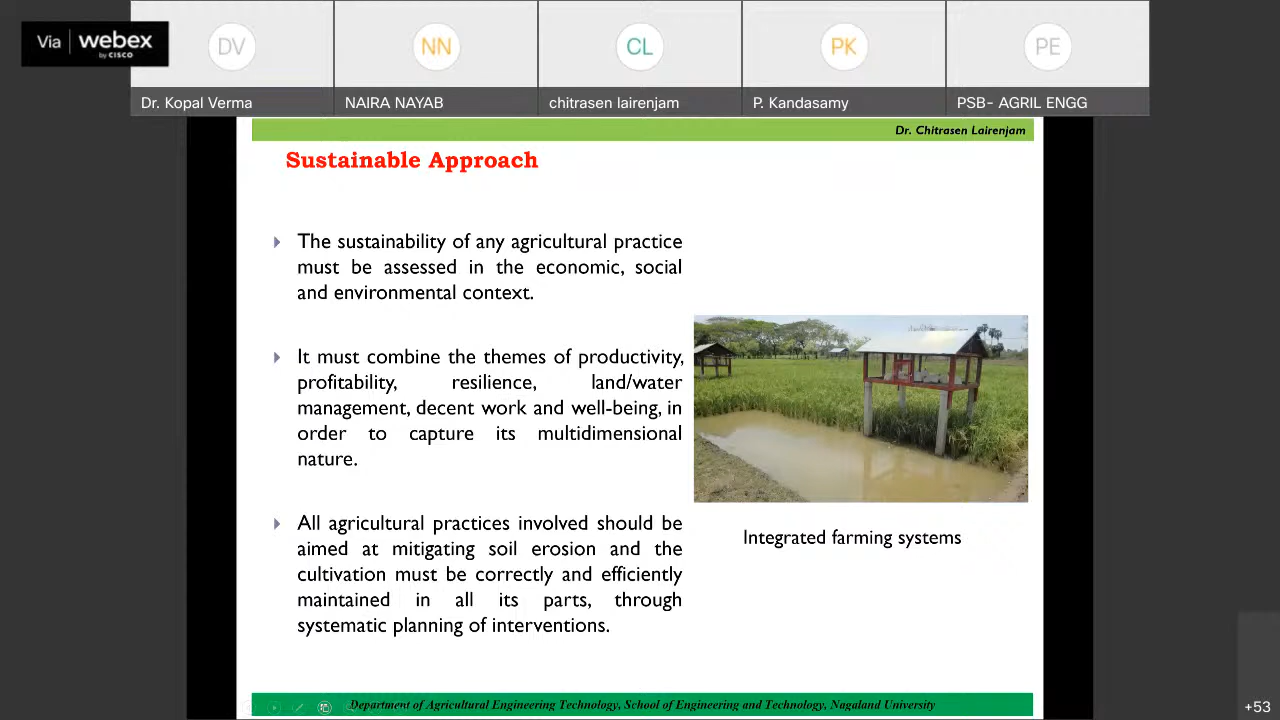 Via webex
by CISCO
DV
NN
CL
PK
PE
Dr. Kopal Verma
NAIRA NAYAB
chitrasen lairenjam
P. Kandasamy
PSB- AGRIL ENGG
Dr. Chitrasen Lairenjam
Sustainable Approach
The sustainability of any agricultural practice
must be assessed in the economic, social
and environmental context.
It must combine the themes of productivity,
profitability, resilience, land/water
management, decent work and well-being, in
order to capture its multidimensional
nature.
All agricultural practices involved should be
aimed at mitigating soil erosion and the
cultivation must be correctly and efficiently
maintained in all its parts, through
systematic planning of interventions.
Integrated farming systems
Department of Agricultural Engineering Technology, School of Engineering and Technology, Nagaland University
+53